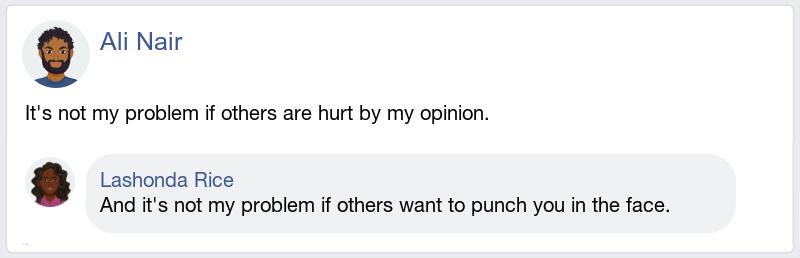 Ali Nair
It's not my problem if others are hurt by my opinion.
Lashonda Rice
And it's not my problem if others want to punch you in the face.